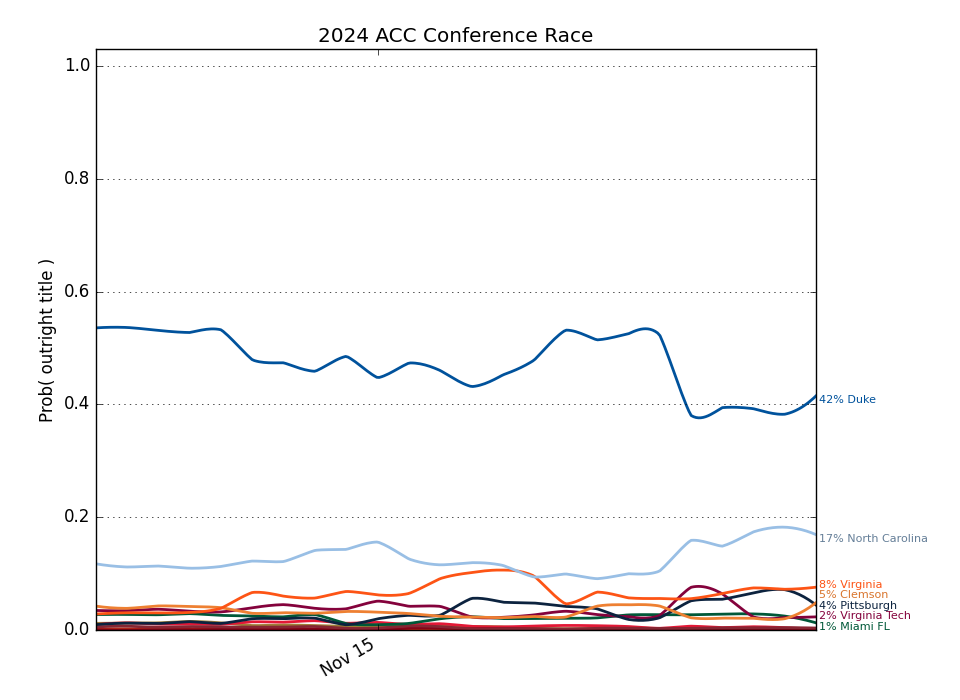 2024 ACC Conference Race
1.0
0.8
0.6
0.4
0.2
0.0
Prob( outright title )
Nov 15
42% Duke
17% North Carolina
8% Virginia
5% Clemson
4% Pittsburgh
2% Virginia Tech
1% Miami FL